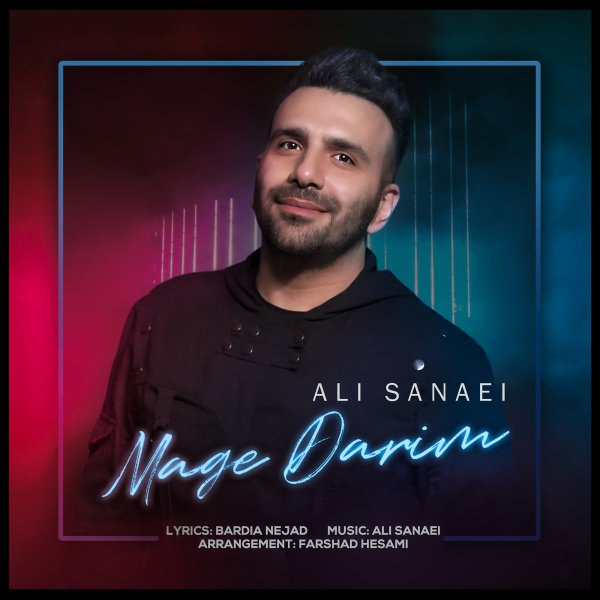 ALI SANAEI
Mage Darim
LYRICS: BARDIA NEJAD MUSIC: ALI SANAEI
ARRANGEMENT: FARSHAD HESAMI